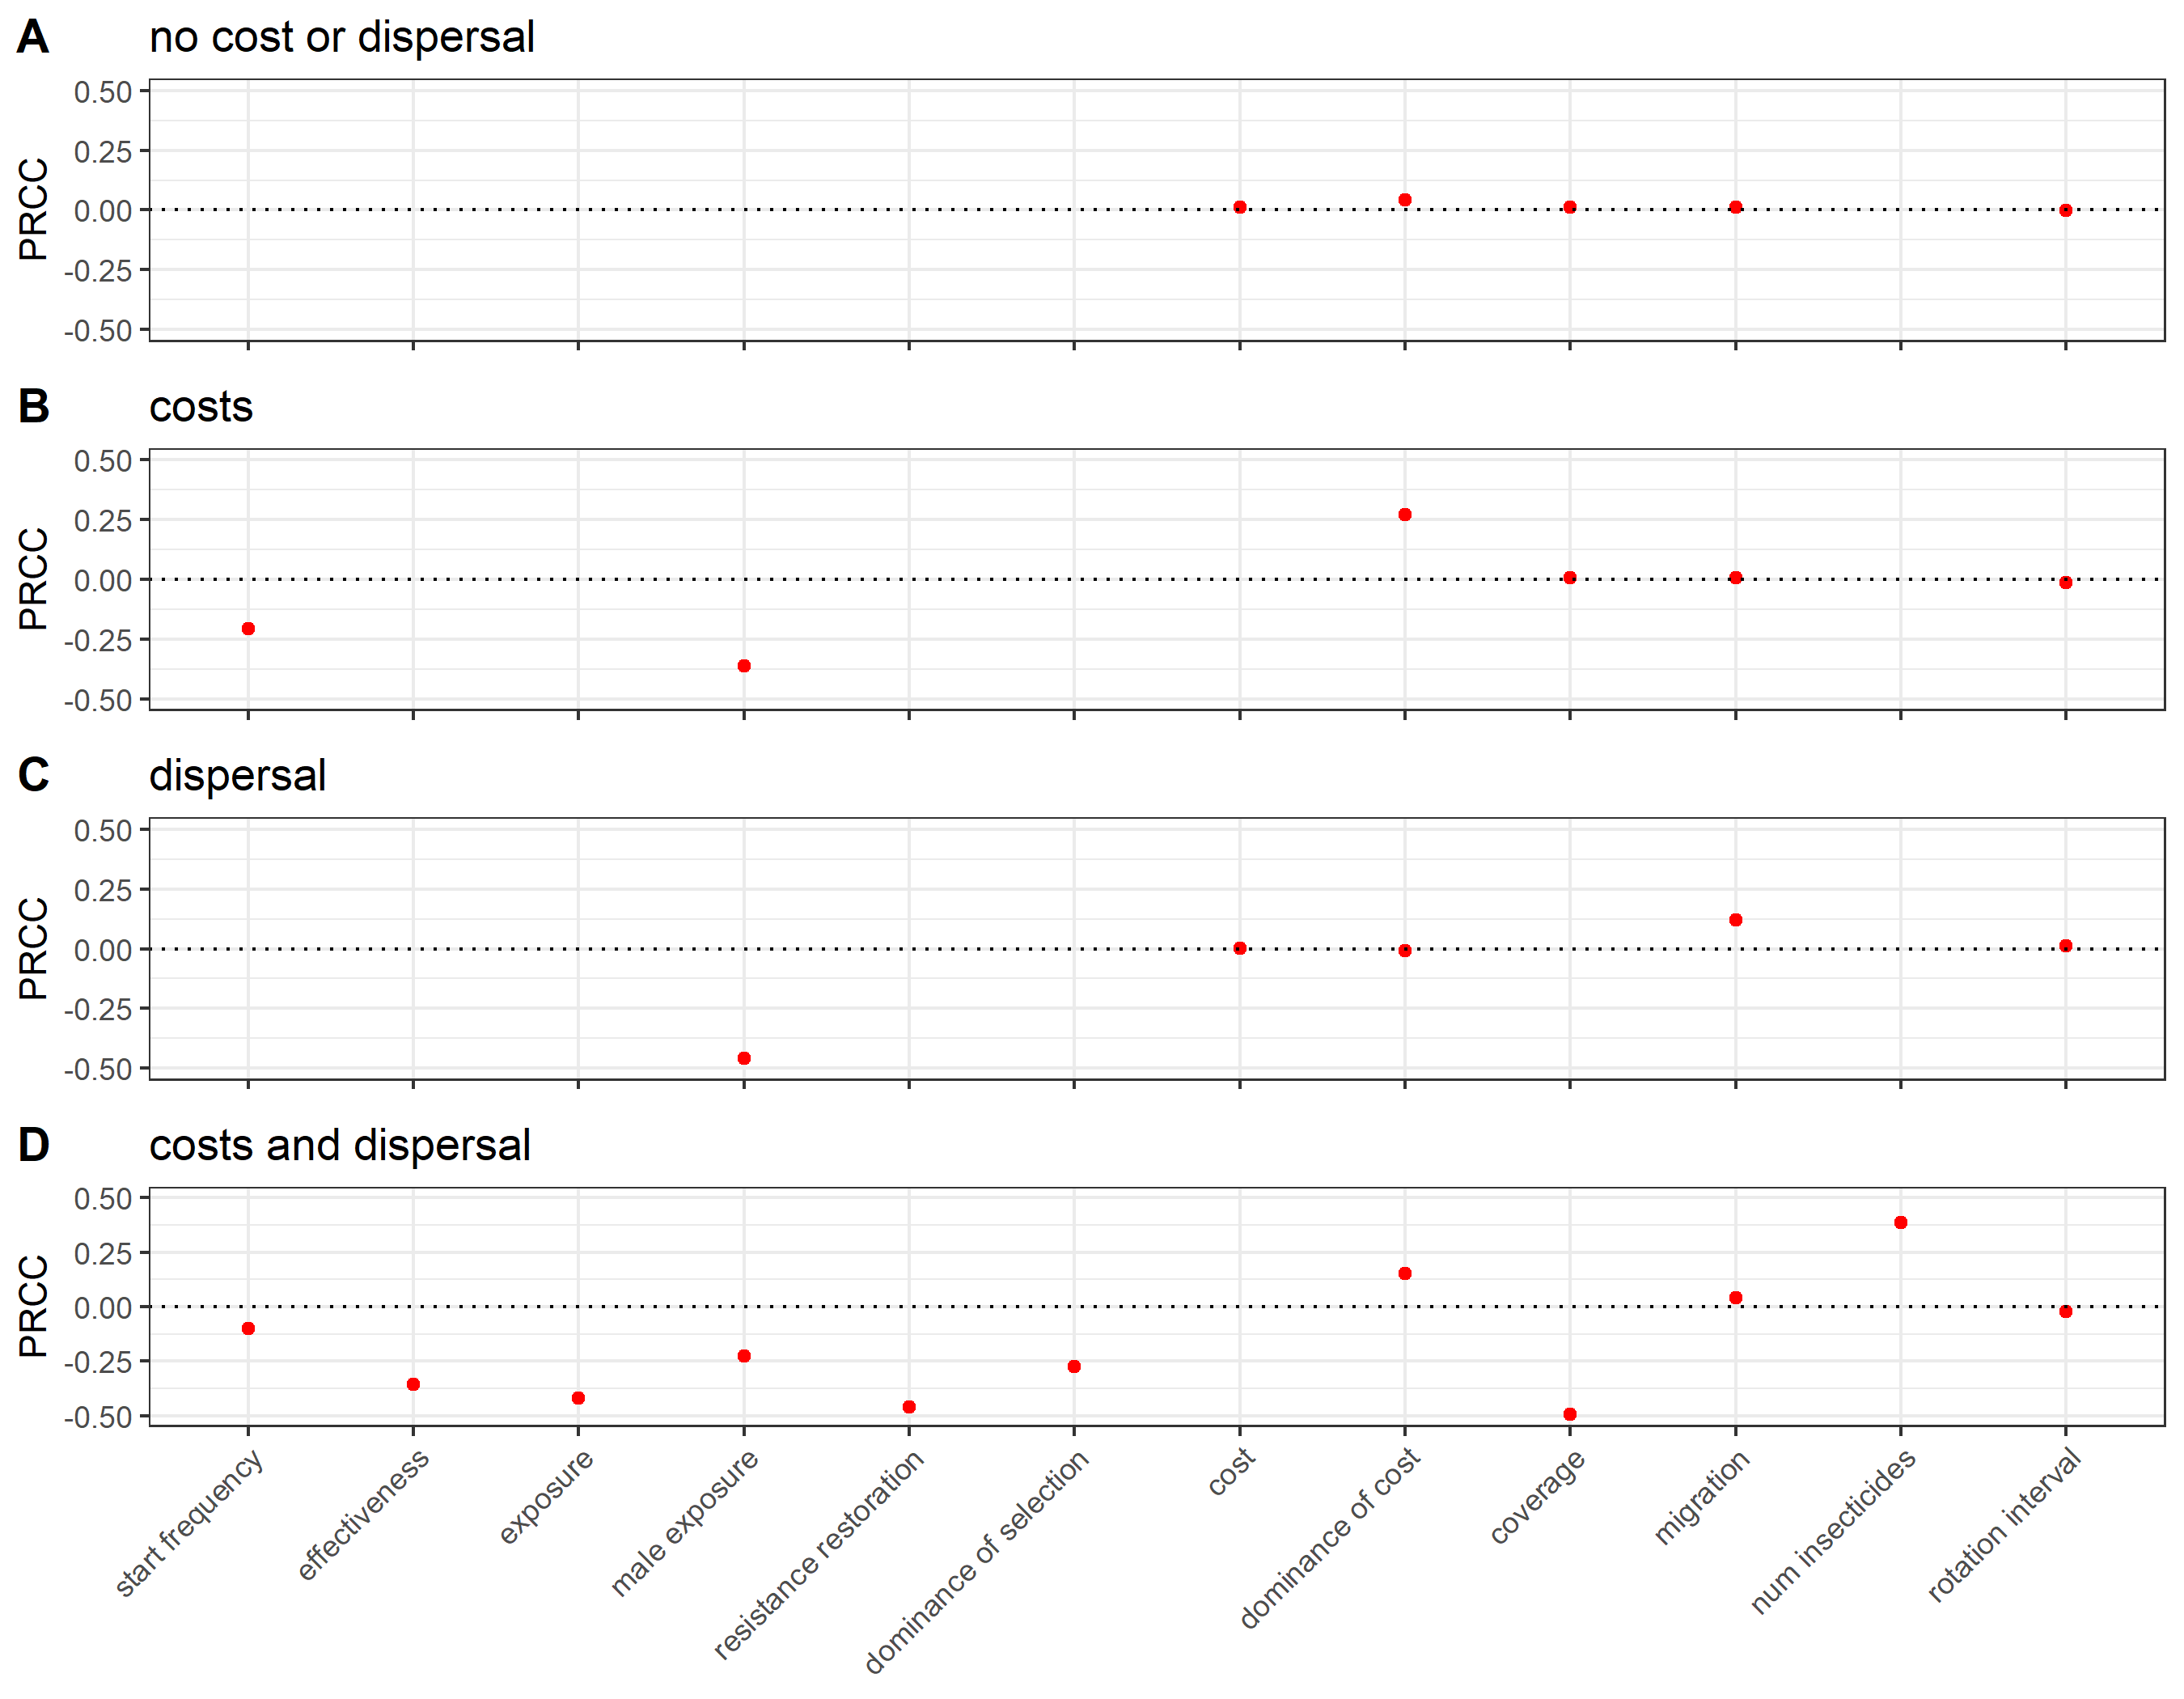 A no cost or dispersal
0.50
0.25
0.00
-0.25
-0.50
PRCC
B costs
0.50
0.25
0.00
-0.25
-0.50
PRCC
C dispersal
0.50
0.25
0.00
-0.25
-0.50
PRCC
D costs and dispersal
0.50
0.25
0.00
-0.25
-0.50
PRCC
start frequency
effectiveness
exposure
male exposure
resistance restoration
dominance of selection
cost
dominance of cost
coverage
migration
num insecticides
rotation interval